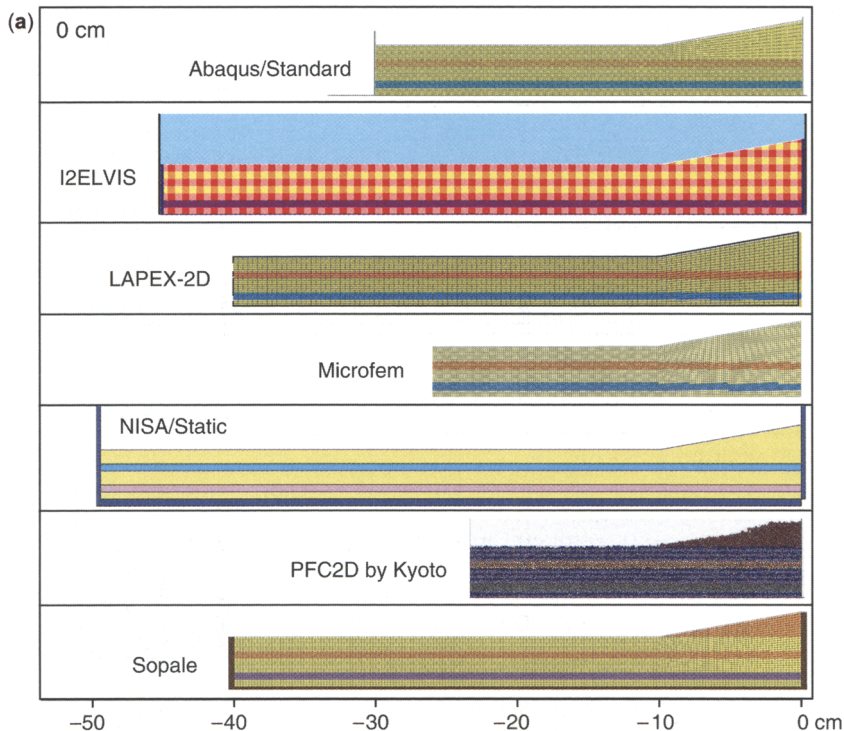 (a)
0 cm
Abaqus/Standard
I2ELVIS
LAPEX-2D
Microfem
NISA/Static
PFC2D by Kyoto
Sopale
−50 −40 −30 −20 −10 0 cm